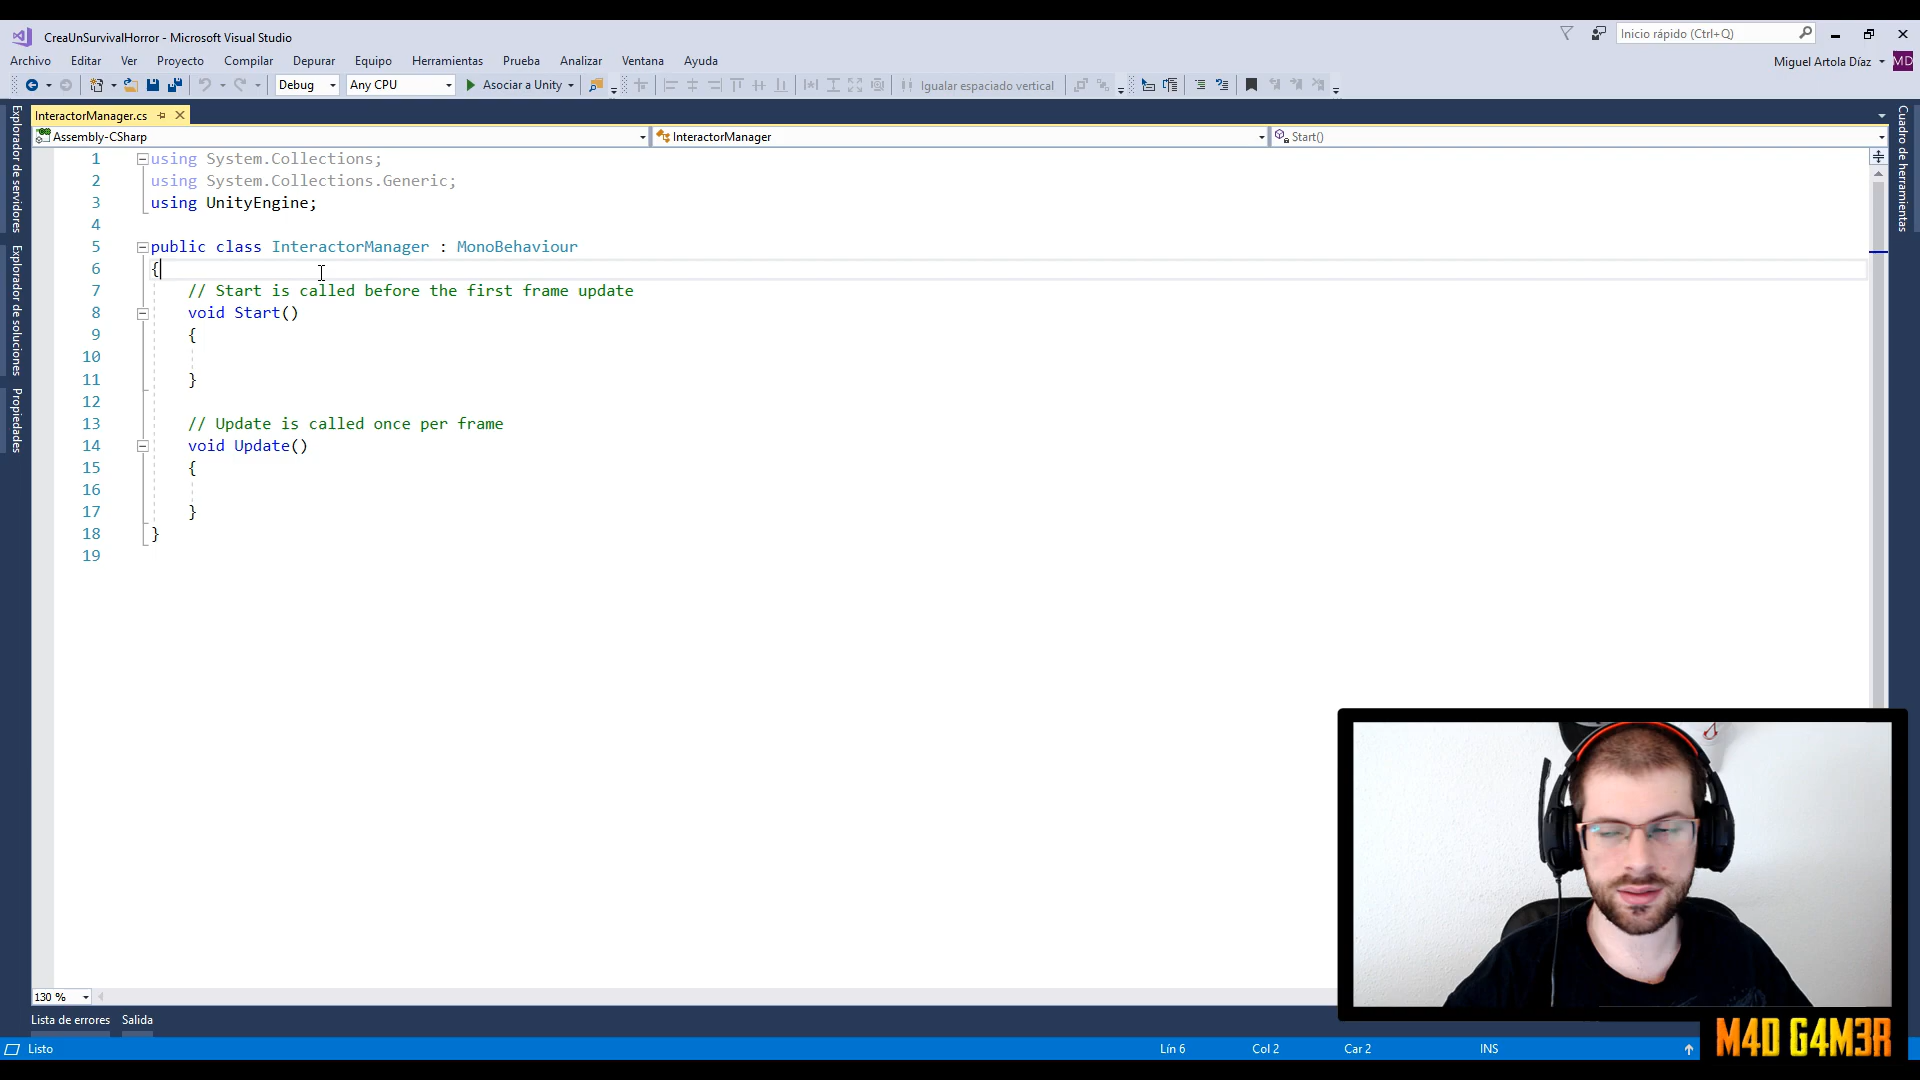 CreaUnSurvivalHorror - Microsoft Visual Studio
Inicio rápido (Ctrl+Q)
Archivo Editar Ver Proyecto Compilar Depurar Equipo Herramientas Prueba Analizar Ventana Ayuda
Miguel Artola Díaz MD
Debug Any CPU Asociar a Unity Igualar espaciado vertical
InteractorManager.cs
Assembly-CSharp InteractorManager Start()
Explorador de servidores
Explorador de soluciones
Propiedades
Cuadro de herramientas
1 using System.Collections;
2 using System.Collections.Generic;
3 using UnityEngine;
4
5 public class InteractorManager : MonoBehaviour
6 {
7 // Start is called before the first frame update
8 void Start()
9 {
10
11 }
12
13 // Update is called once per frame
14 void Update()
15 {
16
17 }
18 }
19
130 %
Lista de errores Salida
Listo Lín 6 Col 2 Car 2 INS
M4D G4M3R